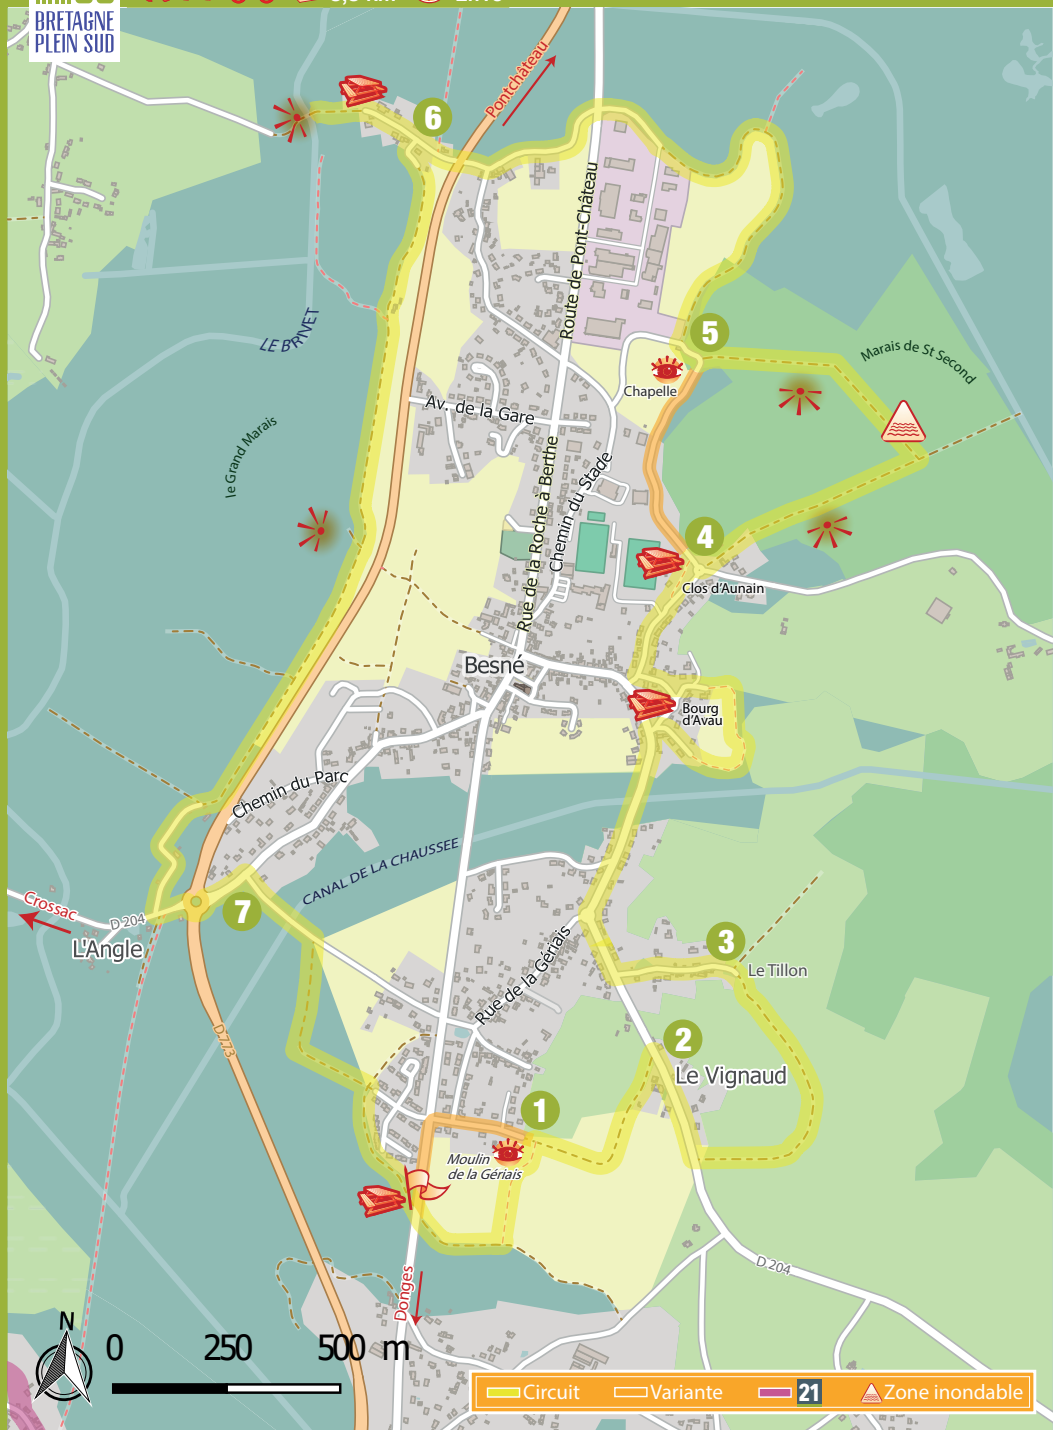 BRETAGNE
PLEIN SUD
Pontchâteau
6
Route de Pont-Château
LE BRIVET
5
Marais de St Second
Chapelle
Av. de la Gare
le Grand Marais
Rue de la Roche à Berthe
Chemin du Stade
4
Clos d'Aunain
Besné
Bourg
d'Avau
Chemin du Parc
CANAL DE LA CHAUSSEE
Crossac
D 204
L'Angle
7
Rue de la Gériais
3
Le Tillon
D 773
2
Le Vignaud
1
Moulin
de la Gériais
D 204
Donges
N
0 250 500 m
Circuit Variante 21 Zone inondable